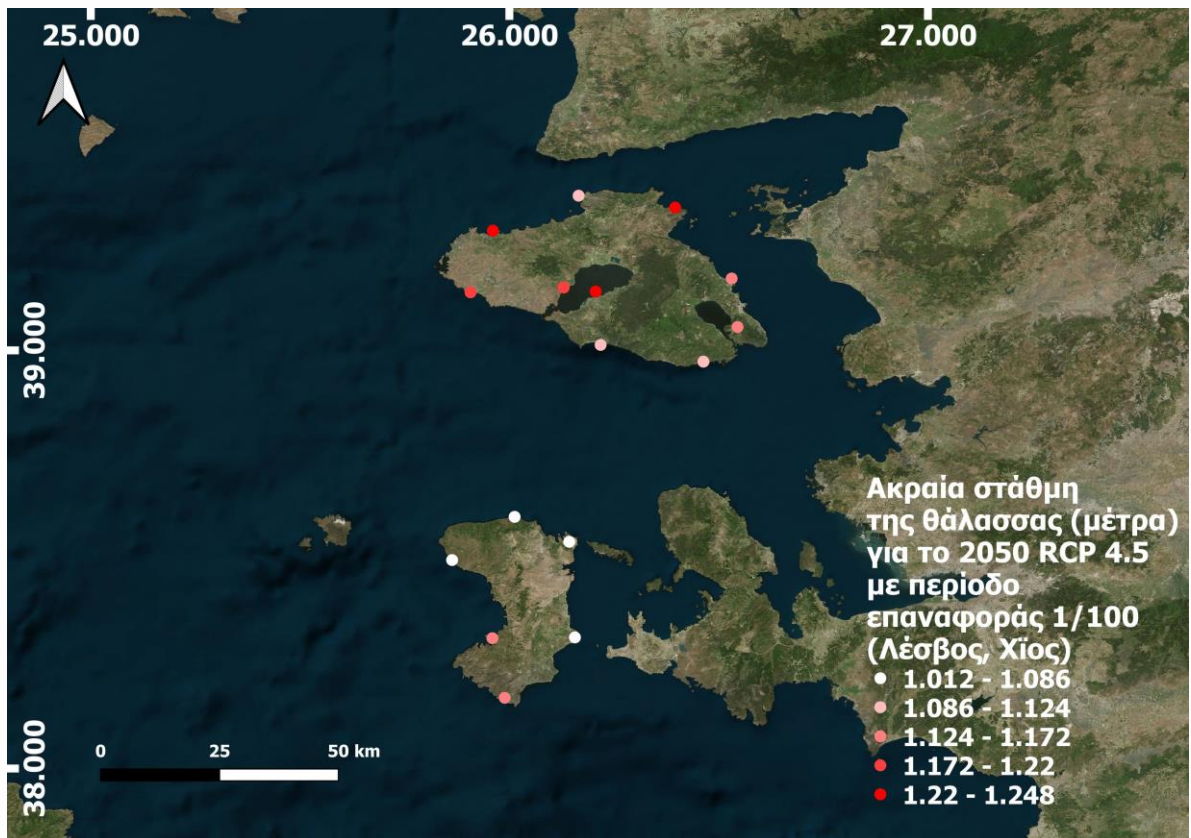 25.000
26.000
27.000
39.000
38.000
Ακραία στάθμη
της θάλασσας (μέτρα)
για το 2050 RCP 4.5
με περίοδο
επαναφοράς 1/100
(Λέσβος, Χϊος)
1.012 - 1.086
1.086 - 1.124
1.124 - 1.172
1.172 - 1.22
1.22 - 1.248
0 25 50 km